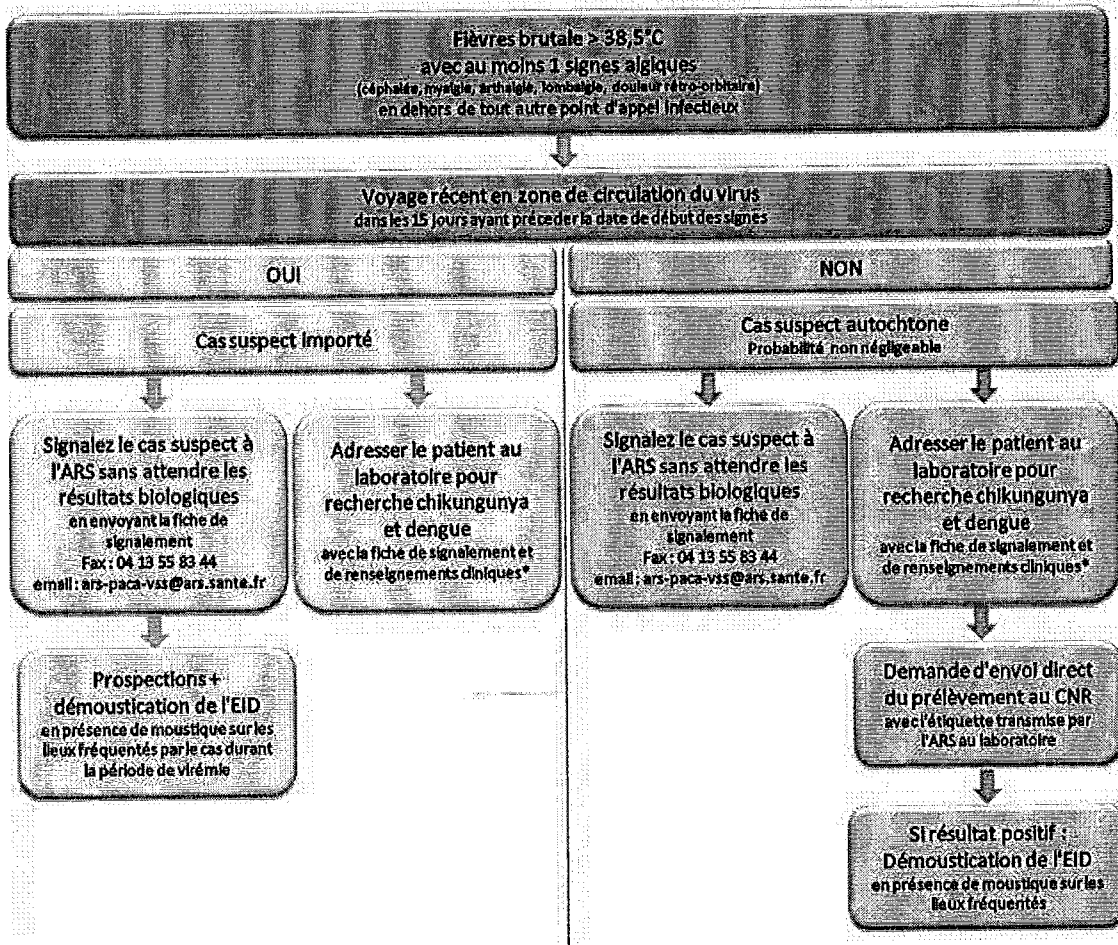 Fièvres brutale > 38,5°C
avec au moins 1 signes algiques
(céphalée, myalgie, arthalgie, lombalgie, douleur rétro-orbitaire)
en dehors de tout autre point d'appel infectieux
Voyage récent en zone de circulation du virus
dans les 15 jours ayant précéder la date de début des signes
OUI
Cas suspect importé
Signalez le cas suspect à
l'ARS sans attendre les
résultats biologiques
en envoyant la fiche de
signalement
Fax : 04 13 55 83 44
email : ars-paca-vss@ars.sante.fr
Prospections +
démoustication de l'EID
en présence de moustique sur les
lieux fréquentés par le cas durant
la période de virémie
Adresser le patient au
laboratoire pour
recherche chikungunya
et dengue
avec la fiche de signalement et
de renseignements cliniques*
NON
Cas suspect autochtone
Probabilité non négligeable
Signalez le cas suspect à
l'ARS sans attendre les
résultats biologiques
en envoyant la fiche de
signalement
Fax : 04 13 55 83 44
email : ars-paca-vss@ars.sante.fr
Adresser le patient au
laboratoire pour
recherche chikungunya
et dengue
avec la fiche de signalement et
de renseignements cliniques*
Demande d'envoi direct
du prélèvement au CNR
avec l'étiquette transmise par
l'ARS au laboratoire
Si résultat positif :
Démoustication de l'EID
en présence de moustique sur les
lieux fréquentés